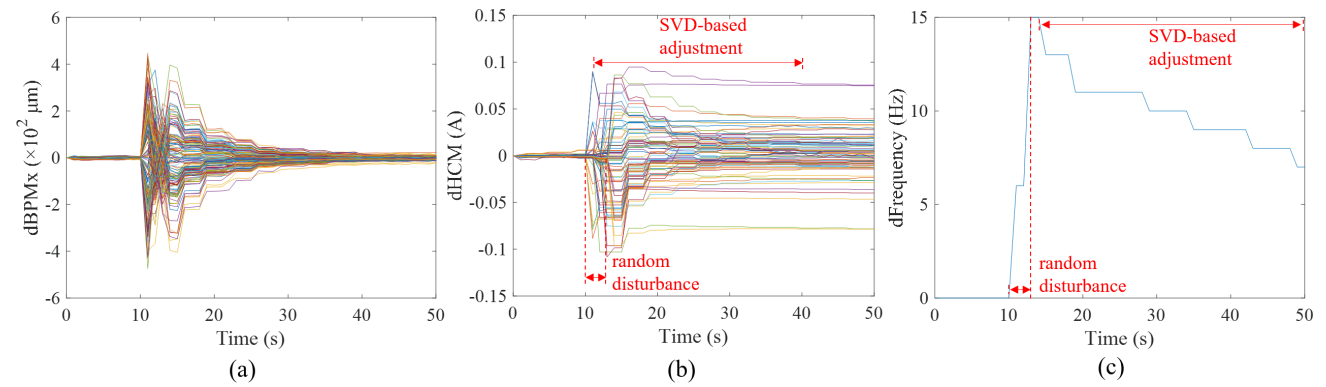 6
4
2
0
-2
-4
-6
dBPMx (×10² μm)
0
10
20
30
40
50
Time (s)
(a)
0.15
0.1
0.05
0
-0.05
-0.1
-0.15
dHCM (A)
SVD-based
adjustment
random
disturbance
0
10
20
30
40
50
Time (s)
(b)
15
10
5
0
dFrequency (Hz)
SVD-based
adjustment
random
disturbance
0
10
20
30
40
50
Time (s)
(c)